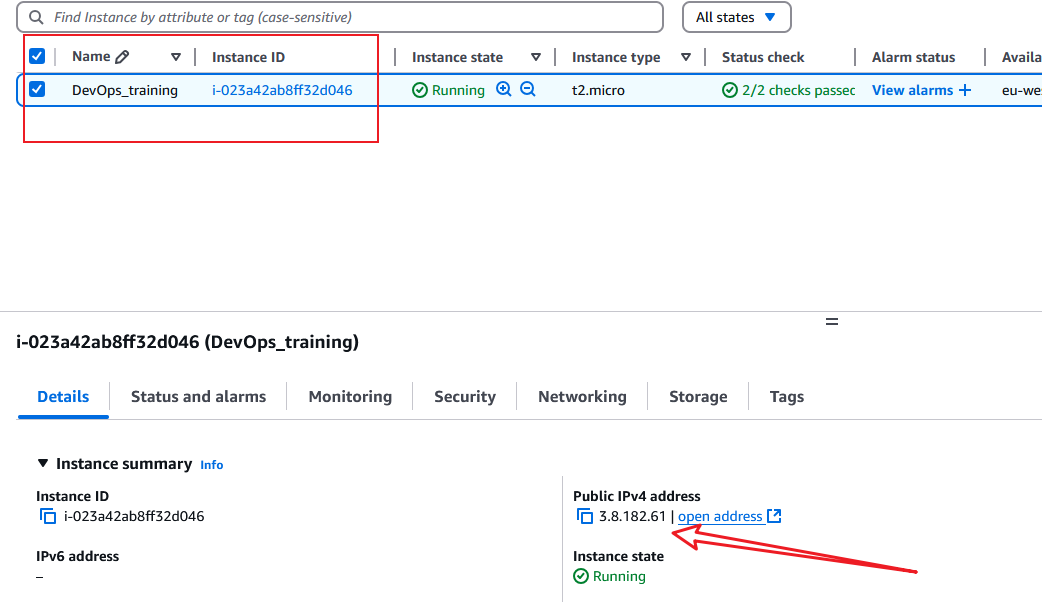 Find Instance by attribute or tag (case-sensitive) All states
Name Instance ID Instance state Instance type Status check Alarm status Availa
DevOps_training i-023a42ab8ff32d046 Running t2.micro 2/2 checks passec View alarms + eu-we
i-023a42ab8ff32d046 (DevOps_training)
Details Status and alarms Monitoring Security Networking Storage Tags
Instance summary Info
Instance ID Public IPv4 address
i-023a42ab8ff32d046 3.8.182.61 | open address
IPv6 address Instance state
– Running